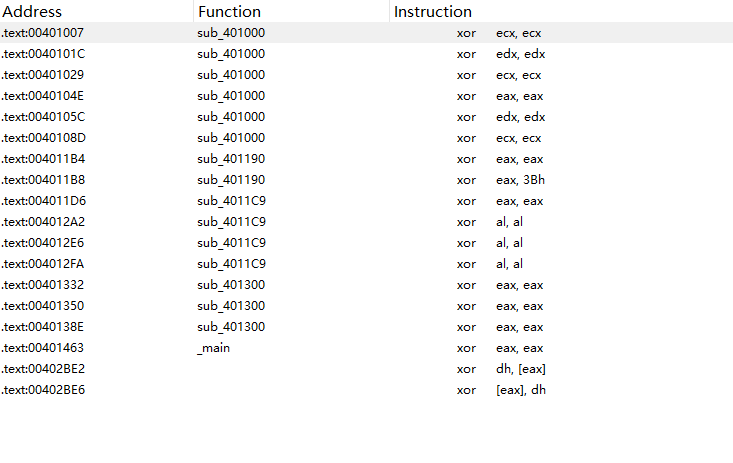 Address Function Instruction
.text:00401007 sub_401000 xor ecx, ecx
.text:0040101C sub_401000 xor edx, edx
.text:00401029 sub_401000 xor ecx, ecx
.text:0040104E sub_401000 xor eax, eax
.text:0040105C sub_401000 xor edx, edx
.text:0040108D sub_401000 xor ecx, ecx
.text:004011B4 sub_401190 xor eax, eax
.text:004011B8 sub_401190 xor eax, 3Bh
.text:004011D6 sub_4011C9 xor eax, eax
.text:004012A2 sub_4011C9 xor al, al
.text:004012E6 sub_4011C9 xor al, al
.text:004012FA sub_4011C9 xor al, al
.text:00401332 sub_401300 xor eax, eax
.text:00401350 sub_401300 xor eax, eax
.text:0040138E sub_401300 xor eax, eax
.text:00401463 _main xor eax, eax
.text:00402BE2 xor dh, [eax]
.text:00402BE6 xor [eax], dh